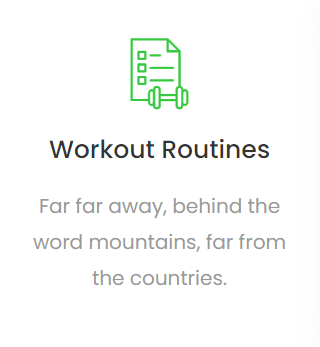 Workout Routines
Far far away, behind the
word mountains, far from
the countries.